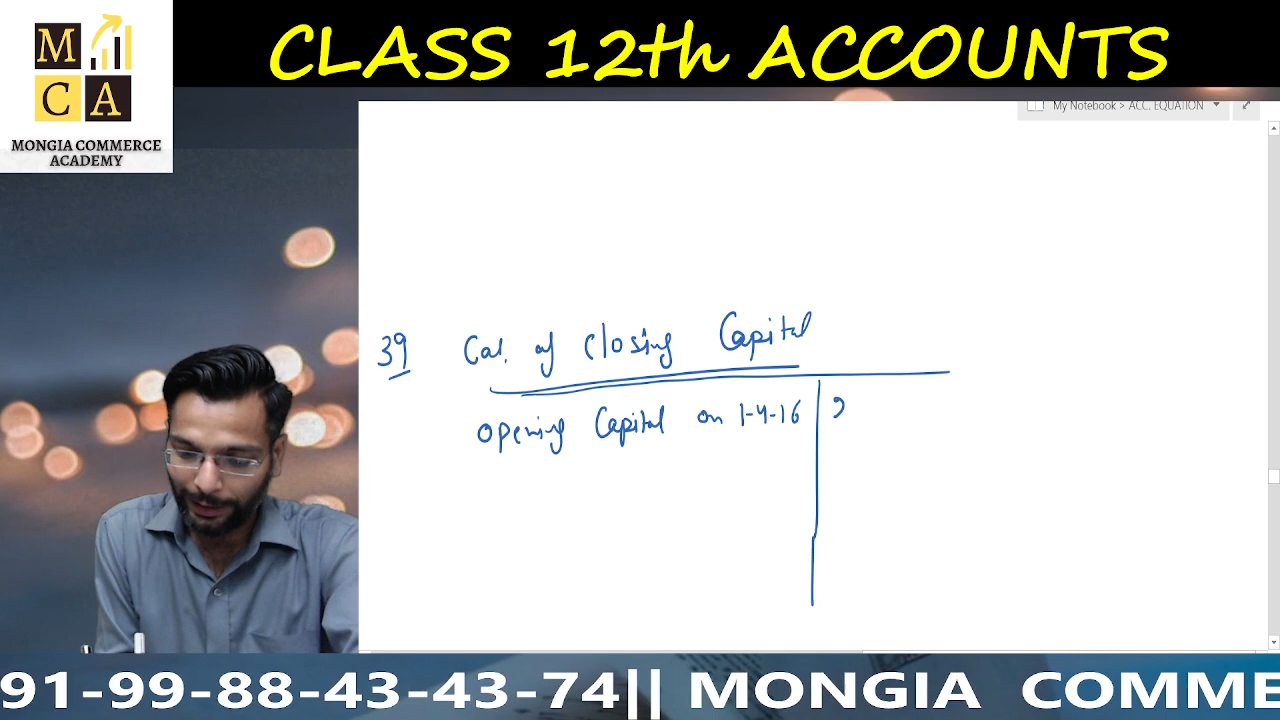 M
C A
MONGIA COMMERCE
ACADEMY
CLASS 12th ACCOUNTS
My Notebook > ACC. EQUATION
39 Cal. of Closing Capital
Opening Capital on 1-4-16
91-99-88-43-43-74|| MONGIA COMME